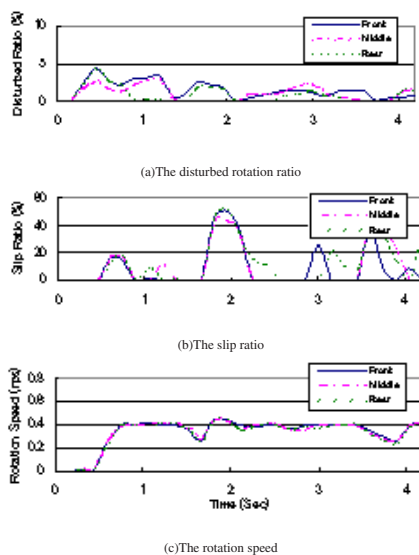 10
5
0
Disturbed Ratio (%)
Front
Middle
Rear
0 1 2 3 4
(a)The disturbed rotation ratio
60
40
20
0
Slip Ratio (%)
Front
Middle
Rear
0 1 2 3 4
(b)The slip ratio
0.8
0.6
0.4
0.2
0
Rotation Speed (rps)
Front
Middle
Rear
0 1 2 3 4
Time (Sec)
(c)The rotation speed